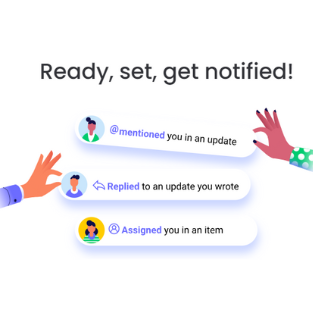 Ready, set, get notified!
@mentioned you in an update
Replied to an update you wrote
Assigned you in an item